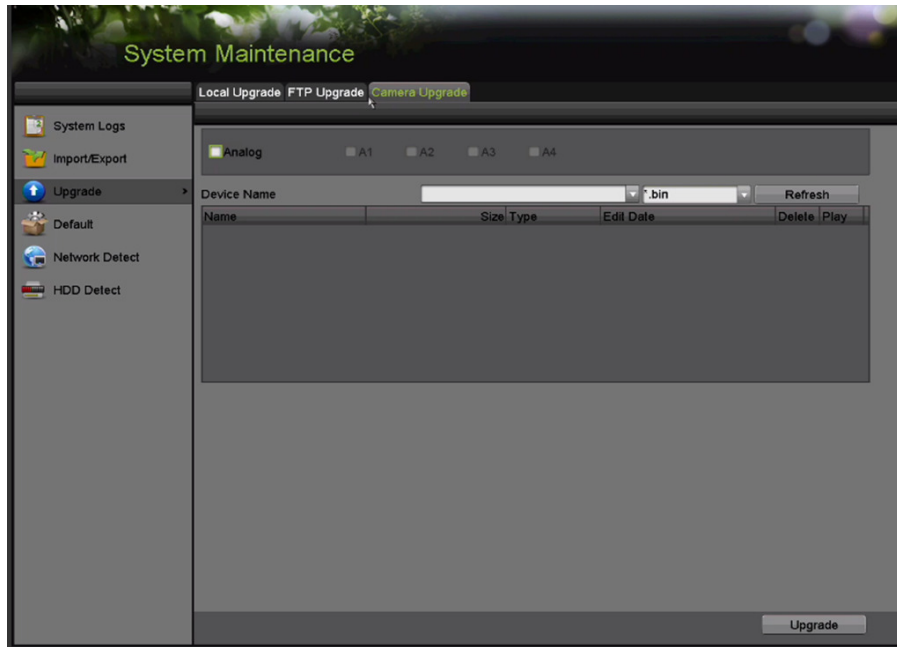 System Maintenance
Local Upgrade FTP Upgrade Camera Upgrade
System Logs
Import/Export
Upgrade >
Default
Network Detect
HDD Detect
Analog A1 A2 A3 A4
Device Name *.bin Refresh
Name Size Type Edit Date Delete Play
Upgrade